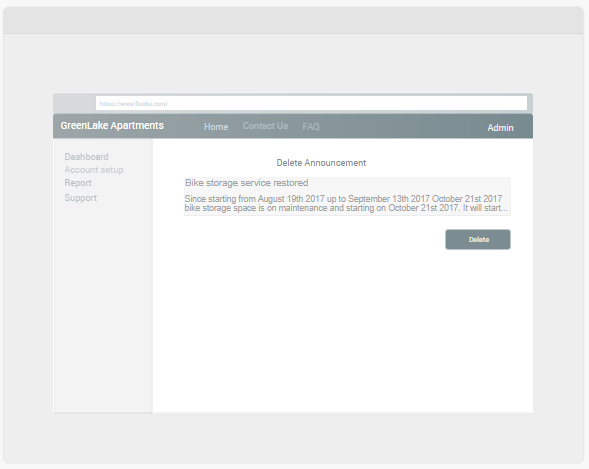 https://www.fluidui.com/
GreenLake Apartments Home Contact Us FAQ Admin
Dashboard
Account setup
Report
Support
Delete Announcement
Bike storage service restored
Since starting from August 19th 2017 up to September 13th 2017 October 21st 2017
bike storage space is on maintenance and starting on October 21st 2017. It will start...
Delete